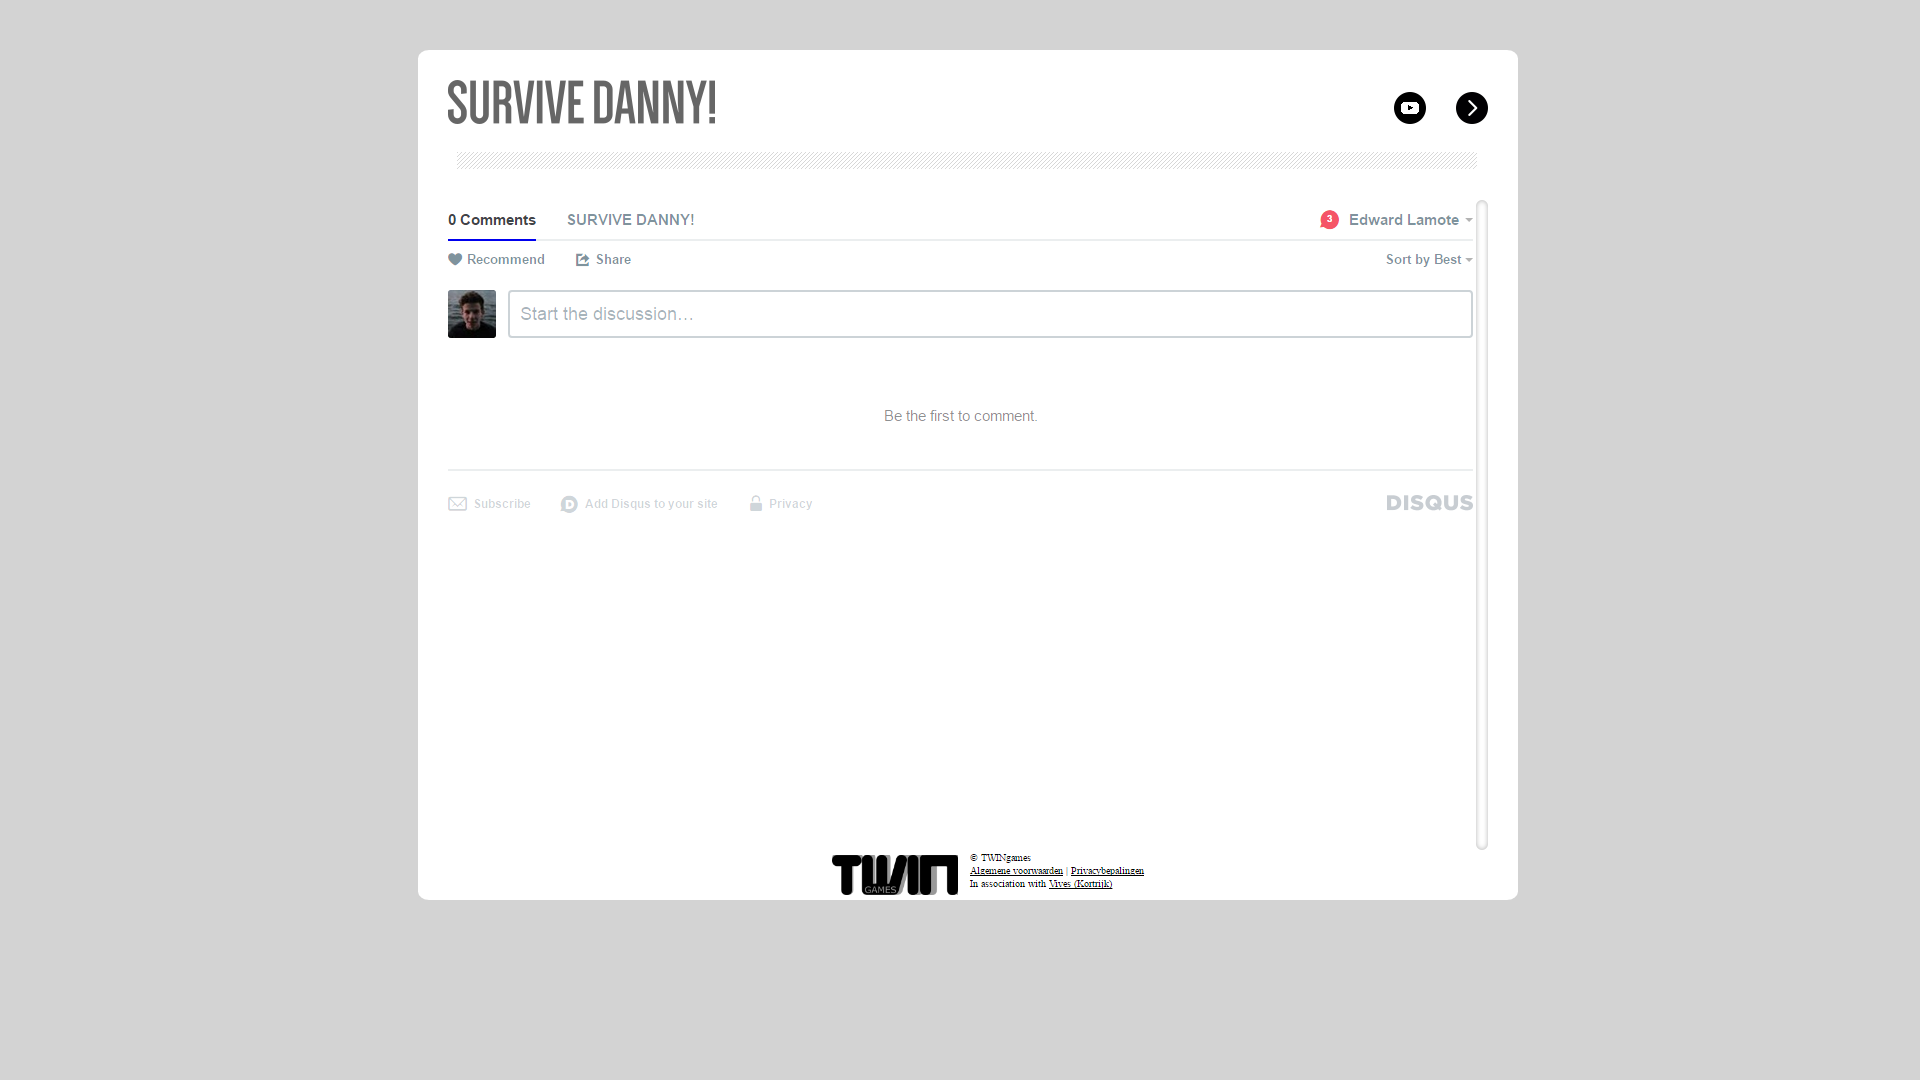 SURVIVE DANNY!
0 Comments SURVIVE DANNY! 3 Edward Lamote
Recommend Share Sort by Best
Start the discussion…
Be the first to comment.
Subscribe Add Disqus to your site Privacy DISQUS
TWIN GAMES
© TWINgames
Algemene voorwaarden | Privacybepalingen
In association with Vives (Kortrijk)